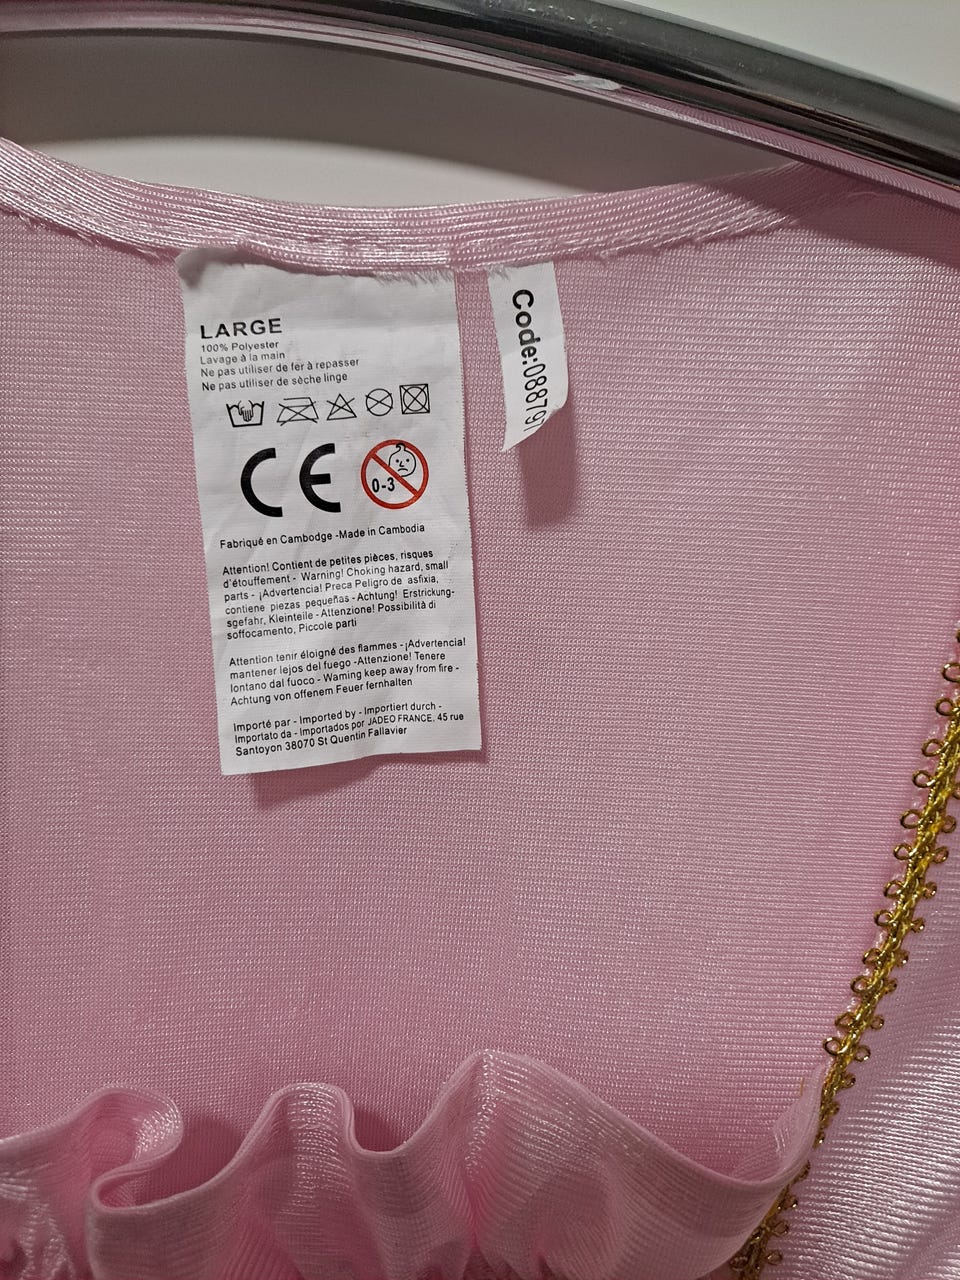 LARGE
100% Polyester
Lavage à la main
Ne pas utiliser de fer à repasser
Ne pas utiliser de sèche linge
CE
0-3
Fabriqué en Cambodge -Made in Cambodia
Attention! Contient de petites pièces, risques
d'étouffement - Warning! Choking hazard, small
parts - ¡Advertencia! Preca Peligro de asfixia,
contiene piezas pequeñas - Achtung! Erstrickung-
sgefahr, Kleinteile - Attenzione! Possibilità di
soffocamento, Piccole parti
Attention tenir éloigné des flammes - ¡Advertencia!
mantener lejos del fuego -Attenzione! Tenere
lontano dal fuoco - Warning keep away from fire -
Achtung von offenem Feuer fernhalten
Importé par - Imported by - Importiert durch -
Importato da - Importados por JADEO FRANCE. 45 rue
Santoyon 38070 St Quentin Fallavier
Code:088797